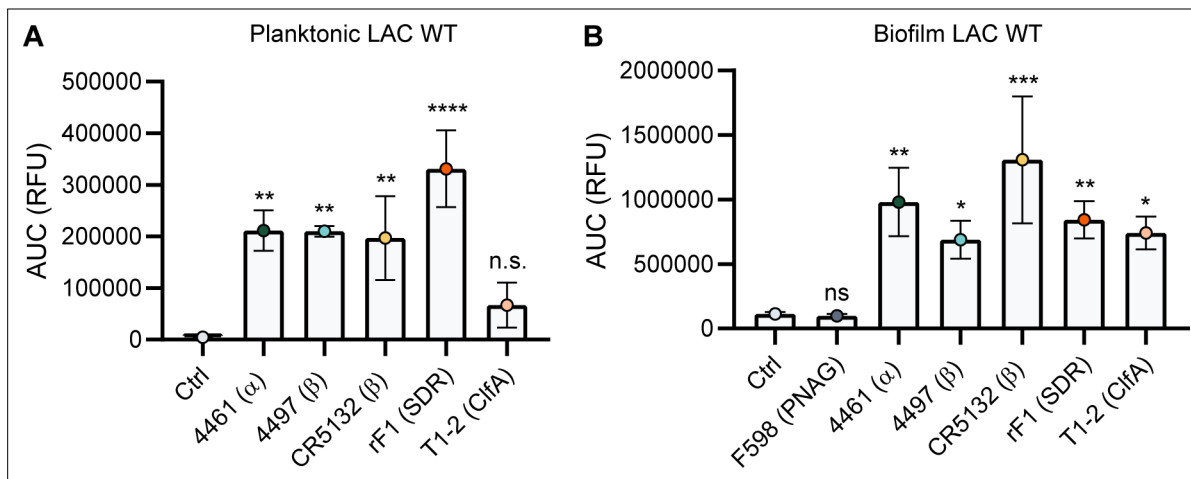 A
Planktonic LAC WT
AUC (RFU)
500000
400000
300000
200000
100000
0
**
**
**
****
n.s.
Ctrl
4461 (α)
4497 (β)
CR5132 (β)
rF1 (SDR)
T1-2 (ClfA)
B
Biofilm LAC WT
AUC (RFU)
2000000
1500000
1000000
500000
0
ns
**
*
***
**
*
Ctrl
F598 (PNAG)
4461 (α)
4497 (β)
CR5132 (β)
rF1 (SDR)
T1-2 (ClfA)